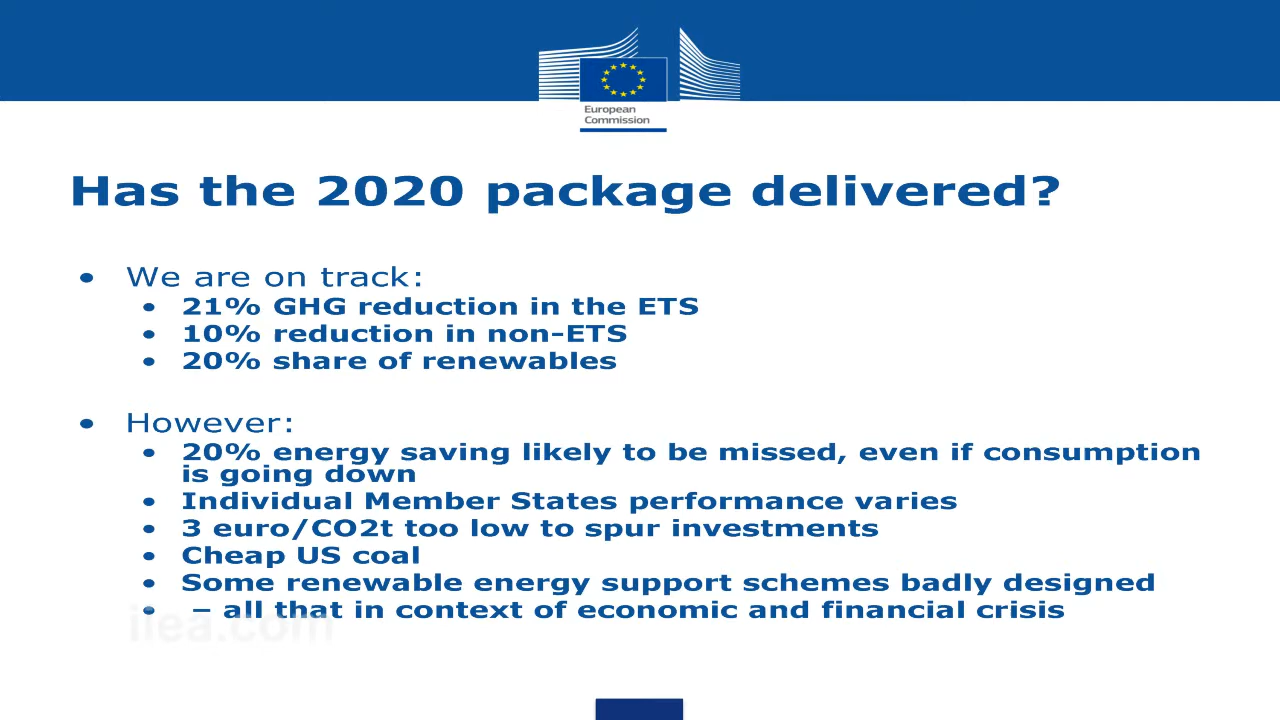 European
Commission
Has the 2020 package delivered?
• We are on track:
• 21% GHG reduction in the ETS
• 10% reduction in non-ETS
• 20% share of renewables
• However:
• 20% energy saving likely to be missed, even if consumption
is going down
• Individual Member States performance varies
• 3 euro/CO2t too low to spur investments
• Cheap US coal
• Some renewable energy support schemes badly designed
• – all that in context of economic and financial crisis
ilea.com